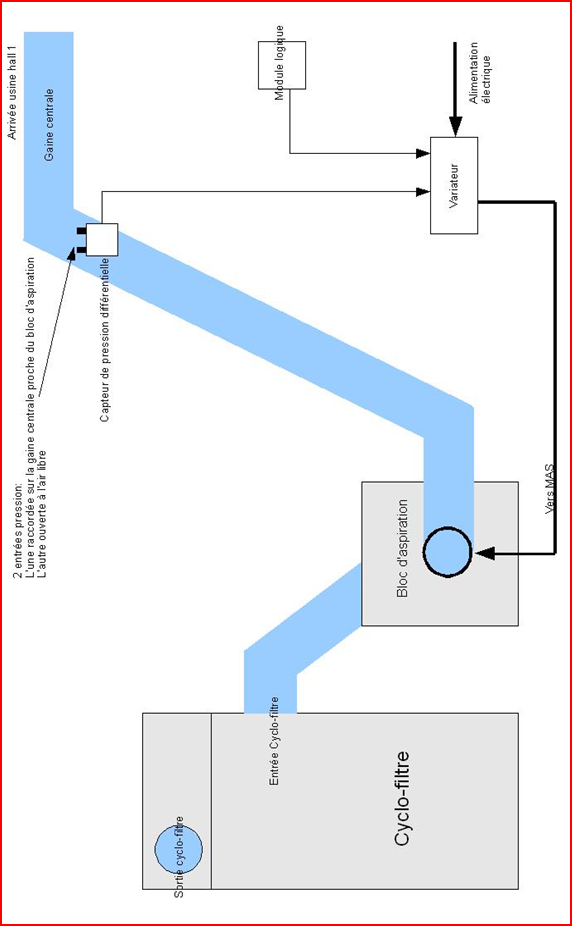 Arrivée usine hall 1
Gaine centrale
Module logique
Alimentation
électrique
Variateur
2 entrées pression:
L'une raccordée sur la gaine centrale proche du bloc d'aspiration
L'autre ouverte à l'air libre
Capteur de pression différentielle
Vers MAS
Bloc d'aspiration
Entrée Cyclo-filtre
Cyclo-filtre
Sortie cyclo-filtre